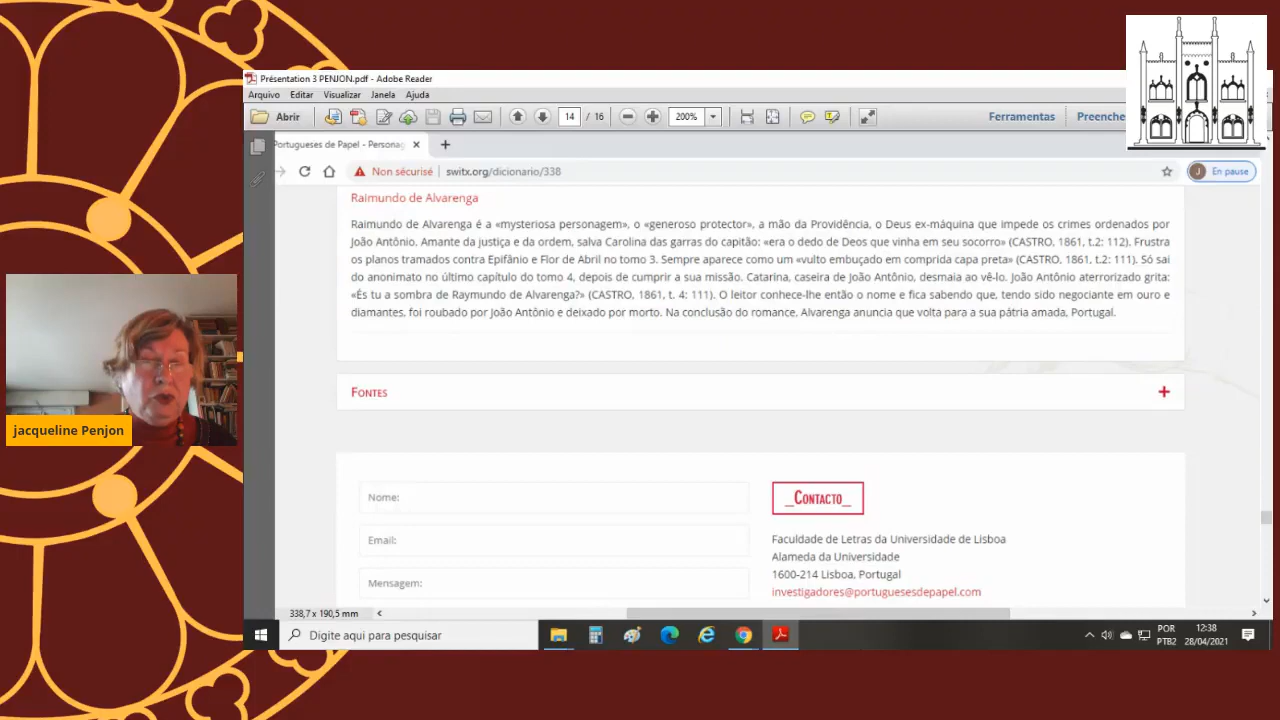 Présentation 3 PENJON.pdf - Adobe Reader
Arquivo Editar Visualizar Janela Ajuda
Abrir 14 / 16 200% Ferramentas Preenche
Portugueses de Papel - Personag
Non sécurisé switx.org/dicionario/338 J En pause
Raimundo de Alvarenga
Raimundo de Alvarenga é a «mysteriosa personagem», o «generoso protector», a mão da Providência, o Deus ex-máquina que impede os crimes ordenados por
João Antônio. Amante da justiça e da ordem, salva Carolina das garras do capitão: «era o dedo de Deos que vinha em seu socorro» (CASTRO, 1861, t.2: 112). Frustra
os planos tramados contra Epifânio e Flor de Abril no tomo 3. Sempre aparece como um «vulto embuçado em comprida capa preta» (CASTRO, 1861, t.2: 111). Só sai
do anonimato no último capítulo do tomo 4, depois de cumprir a sua missão. Catarina, caseira de João Antônio, desmaia ao vê-lo. João Antônio aterrorizado grita:
«És tu a sombra de Raymundo de Alvarenga?» (CASTRO, 1861, t. 4: 111). O leitor conhece-lhe então o nome e fica sabendo que, tendo sido negociante em ouro e
diamantes, foi roubado por João Antônio e deixado por morto. Na conclusão do romance, Alvarenga anuncia que volta para a sua pátria amada, Portugal.
FONTES +
Nome:
Email:
Mensagem:
_CONTACTO_
Faculdade de Letras da Universidade de Lisboa
Alameda da Universidade
1600-214 Lisboa, Portugal
investigadores@portuguesesdepapel.com
338,7 x 190,5 mm
jacqueline Penjon
Digite aqui para pesquisar
POR
PTB2
12:38
28/04/2021